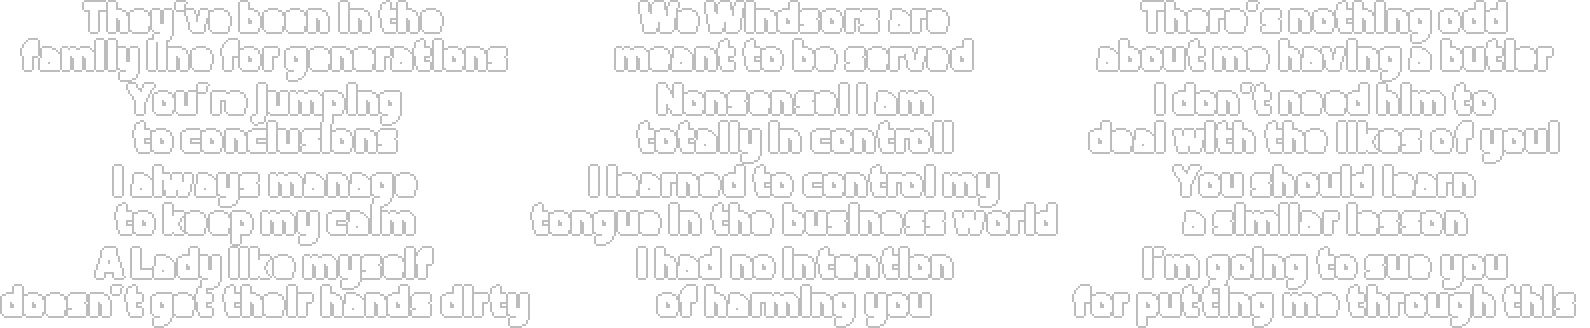 They've been in the
family line for generations
We Windsors are
meant to be served
There's nothing odd
about me having a butler
You're jumping
to conclusions
Nonsense! I am
totally in control!
I don't need him to
deal with the likes of you!
I always manage
to keep my calm
I learned to control my
tongue in the business world
You should learn
a similar lesson
A Lady like myself
doesn't get their hands dirty
I had no intention
of harming you
I'm going to sue you
for putting me through this